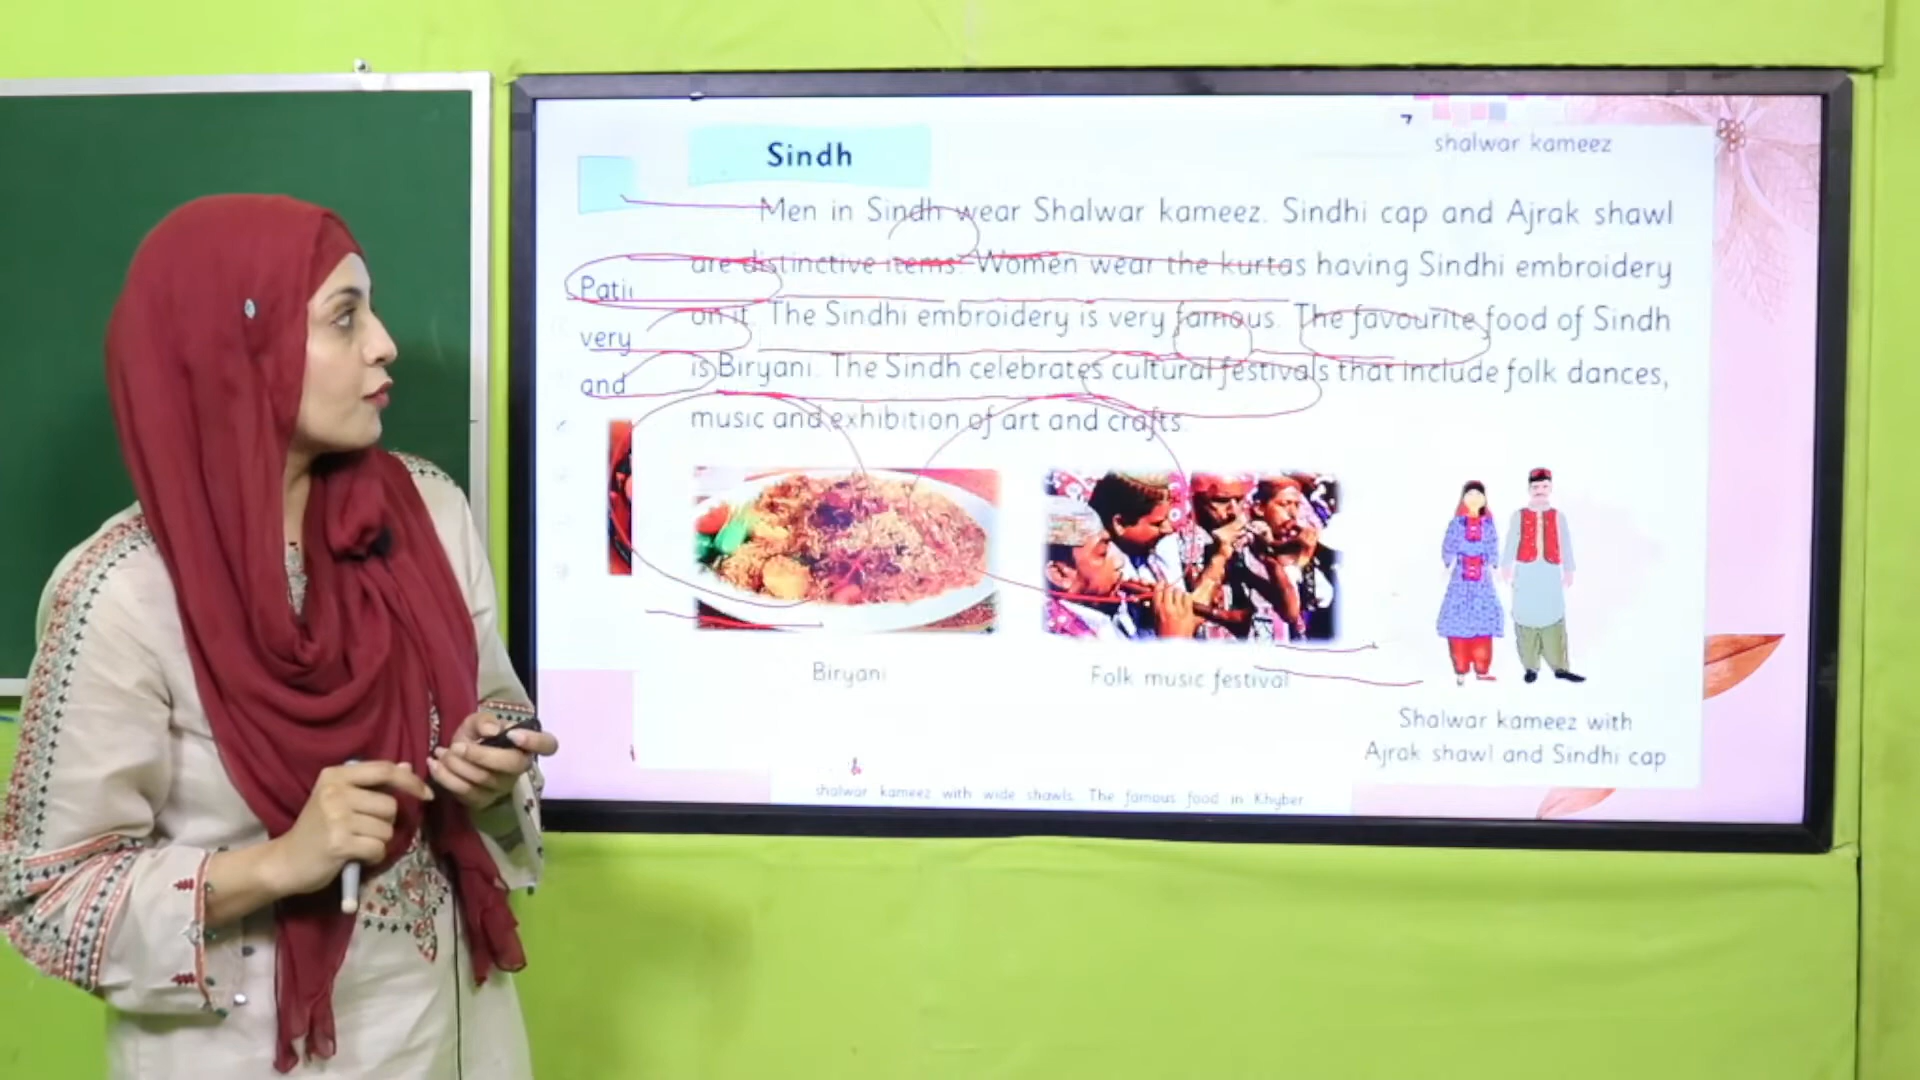 Sindh
shalwar kameez
Men in Sindh wear Shalwar kameez. Sindhi cap and Ajrak shawl
are distinctive items. Women wear the kurtas having Sindhi embroidery
on it. The Sindhi embroidery is very famous. The favourite food of Sindh
is Biryani. The Sindh celebrates cultural festivals that include folk dances,
music and exhibition of art and crafts.
very
and
Biryani
Folk music festival
Shalwar kameez with
Ajrak shawl and Sindhi cap
shalwar kameez with wide shawls. The famous food in Khyber